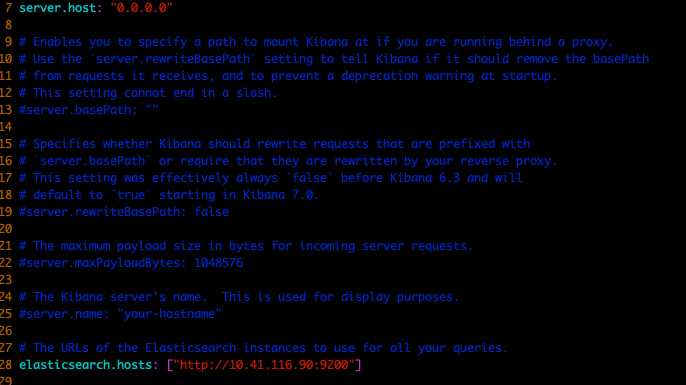 7 server.host: "0.0.0.0"
8
9 # Enables you to specify a path to mount Kibana at if you are running behind a proxy.
10 # Use the `server.rewriteBasePath` setting to tell Kibana if it should remove the basePath
11 # from requests it receives, and to prevent a deprecation warning at startup.
12 # This setting cannot end in a slash.
13 #server.basePath: ""
14
15 # Specifies whether Kibana should rewrite requests that are prefixed with
16 # `server.basePath` or require that they are rewritten by your reverse proxy.
17 # This setting was effectively always `false` before Kibana 6.3 and will
18 # default to `true` starting in Kibana 7.0.
19 #server.rewriteBasePath: false
20
21 # The maximum payload size in bytes for incoming server requests.
22 #server.maxPayloadBytes: 1048576
23
24 # The Kibana server's name.  This is used for display purposes.
25 #server.name: "your-hostname"
26
27 # The URLs of the Elasticsearch instances to use for all your queries.
28 elasticsearch.hosts: ["http://10.41.116.90:9200"]
29